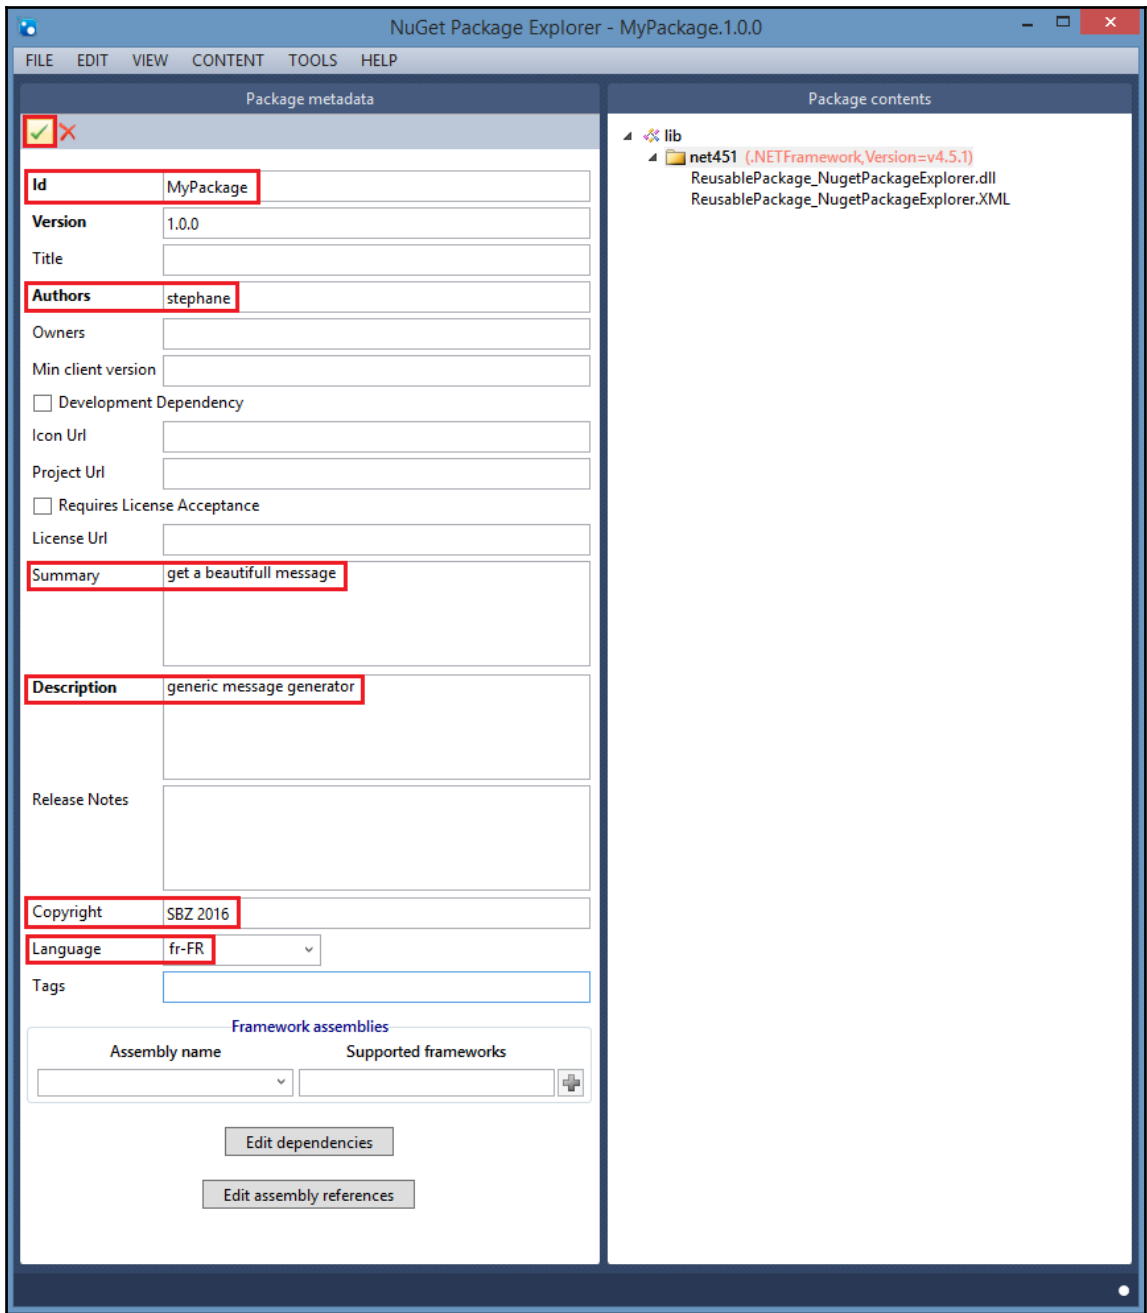 NuGet Package Explorer - MyPackage.1.0.0
FILE EDIT VIEW CONTENT TOOLS HELP
Package metadata
Id MyPackage
Version 1.0.0
Title
Authors stephane
Owners
Min client version
Development Dependency
Icon Url
Project Url
Requires License Acceptance
License Url
Summary get a beautifull message
Description generic message generator
Release Notes
Copyright SBZ 2016
Language fr-FR
Tags
Framework assemblies
Assembly name Supported frameworks
Edit dependencies
Edit assembly references
Package contents
lib
net451 (.NETFramework,Version=v4.5.1)
ReusablePackage_NugetPackageExplorer.dll
ReusablePackage_NugetPackageExplorer.XML